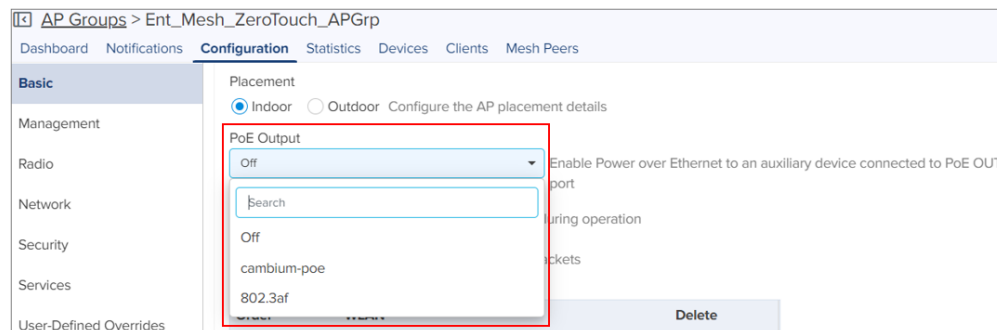 AP Groups > Ent_Mesh_ZeroTouch_APGrp
Dashboard Notifications Configuration Statistics Devices Clients Mesh Peers
Basic
Management
Radio
Network
Security
Services
User-Defined Overrides
Placement
Indoor Outdoor Configure the AP placement details
PoE Output
Off
Enable Power over Ethernet to an auxiliary device connected to PoE OUT
port
Search
during operation
Off
cambium-poe
802.3af
Delete